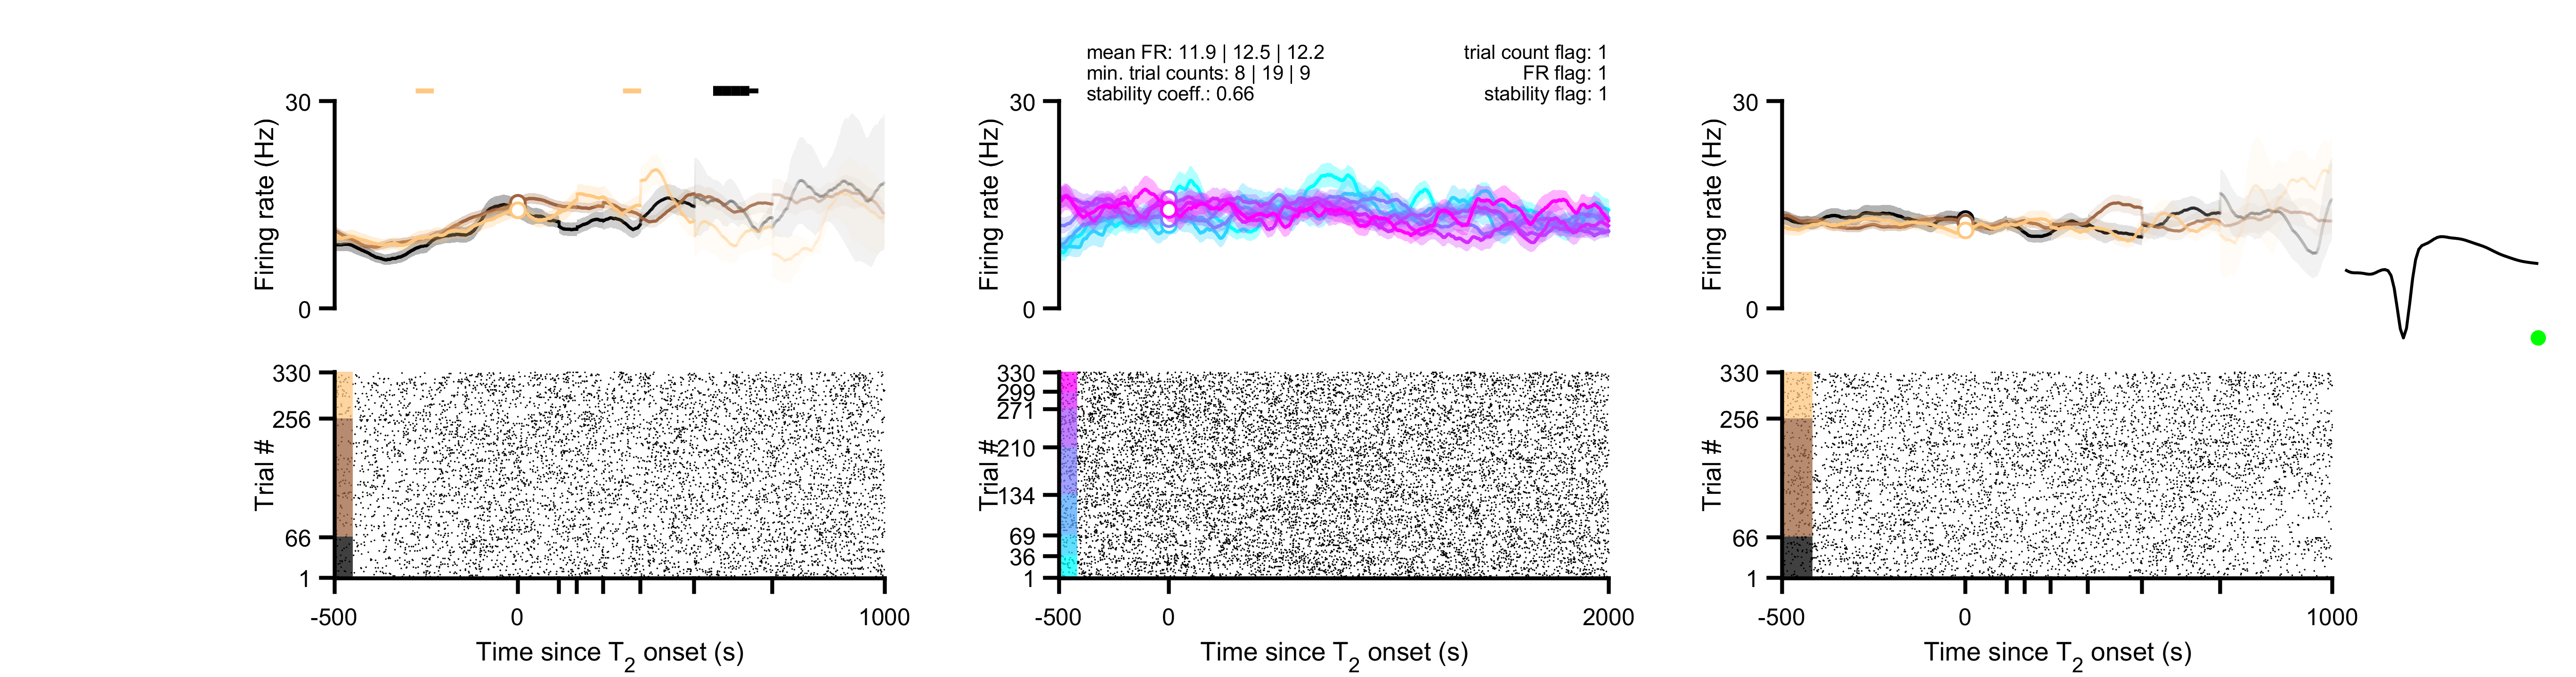 mean FR: 11.9 | 12.5 | 12.2
min. trial counts: 8 | 19 | 9
stability coeff.: 0.66
trial count flag: 1
FR flag: 1
stability flag: 1
30
Firing rate (Hz)
0
30
Firing rate (Hz)
0
30
Firing rate (Hz)
0
330
256
Trial #
66
1
-500
0
1000
Time since T2 onset (s)
330
299
271
210
Trial #
134
69
36
1
-500
0
2000
Time since T2 onset (s)
330
256
Trial #
66
1
-500
0
1000
Time since T2 onset (s)